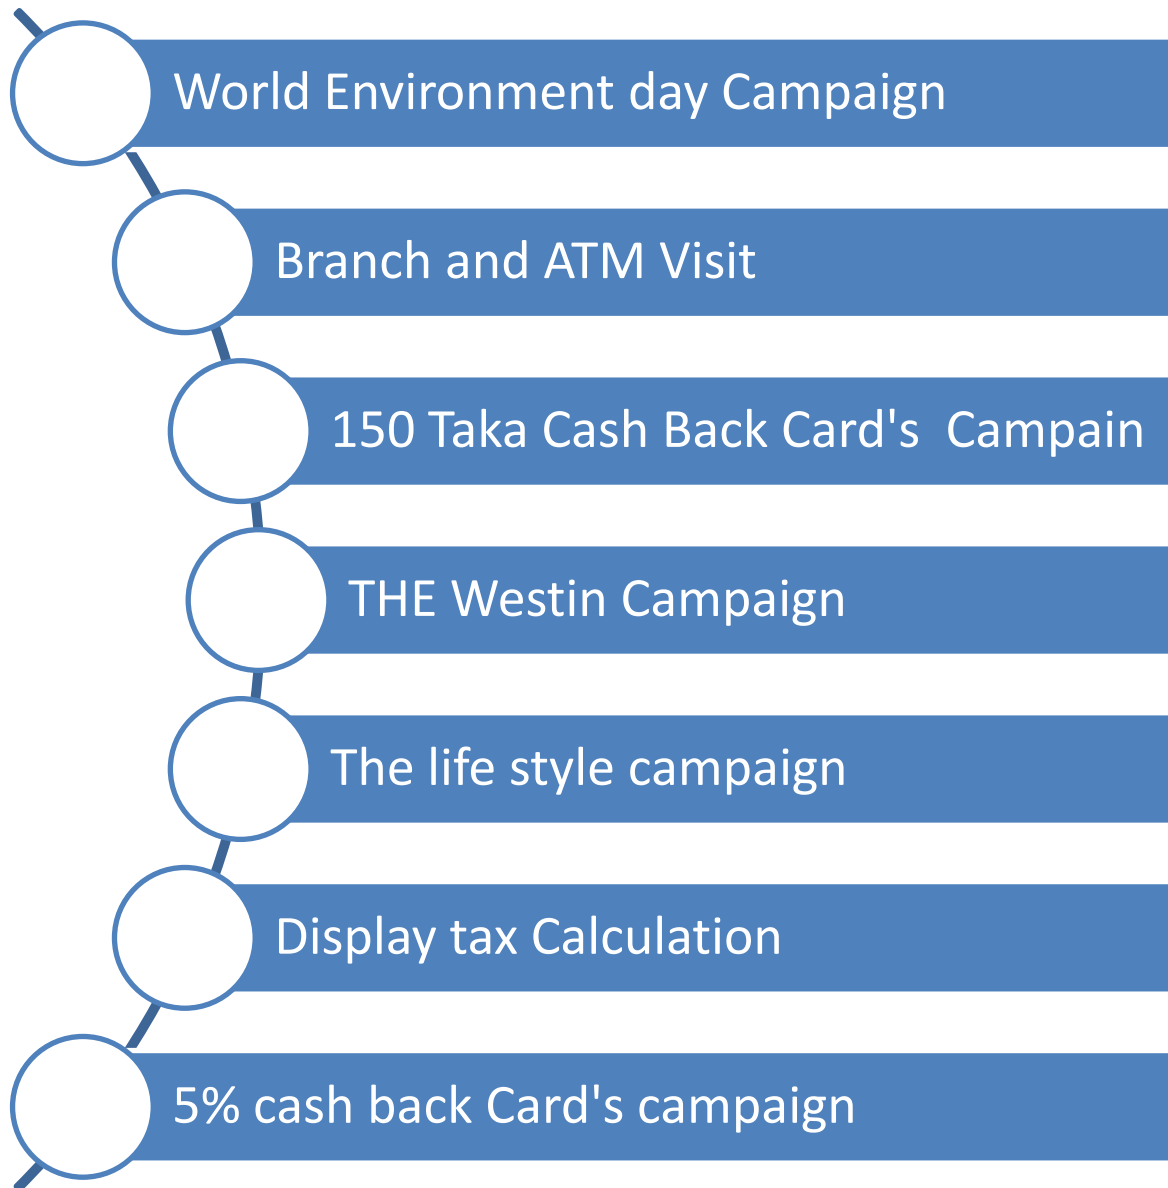 World Environment day Campaign
Branch and ATM Visit
150 Taka Cash Back Card's  Campain
THE Westin Campaign
The life style campaign
Display tax Calculation
5% cash back Card's campaign